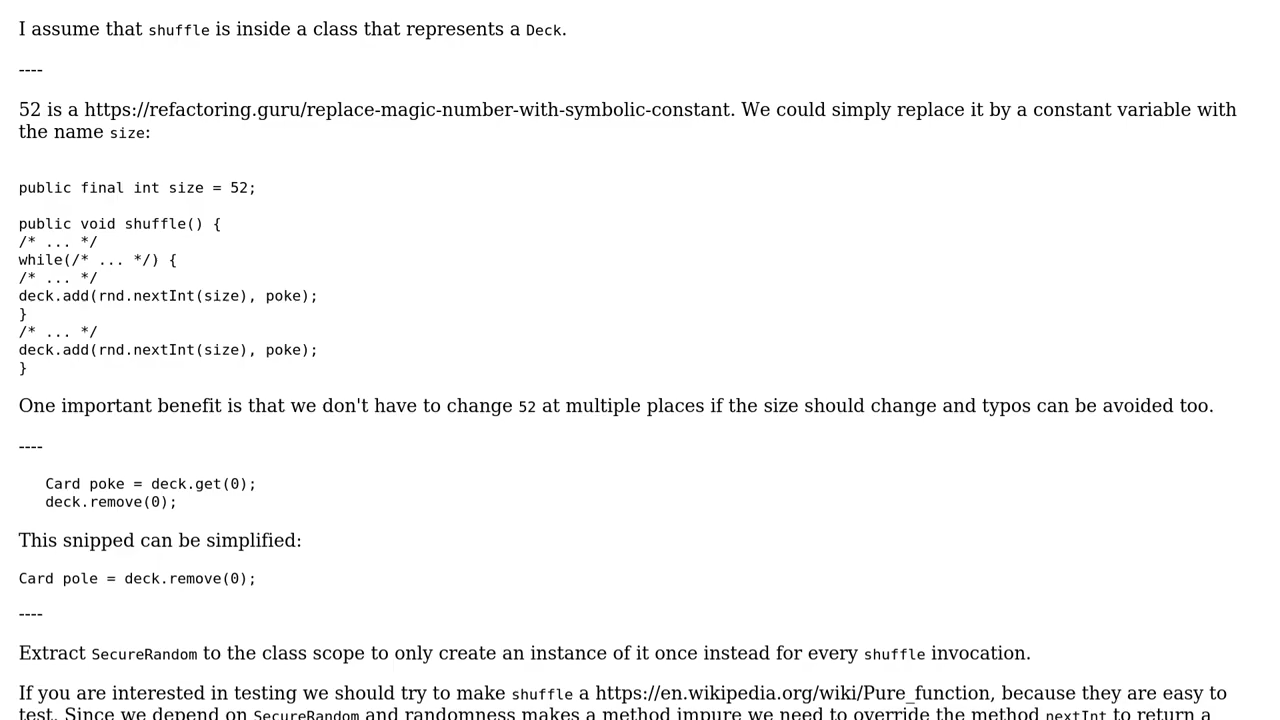 I assume that shuffle is inside a class that represents a Deck.
----
52 is a https://refactoring.guru/replace-magic-number-with-symbolic-constant. We could simply replace it by a constant variable with
the name size:
public final int size = 52;
public void shuffle() {
/* ... */
while(/* ... */) {
/* ... */
deck.add(rnd.nextInt(size), poke);
}
/* ... */
deck.add(rnd.nextInt(size), poke);
}
One important benefit is that we don't have to change 52 at multiple places if the size should change and typos can be avoided too.
----
Card poke = deck.get(0);
deck.remove(0);
This snipped can be simplified:
Card pole = deck.remove(0);
----
Extract SecureRandom to the class scope to only create an instance of it once instead for every shuffle invocation.
If you are interested in testing we should try to make shuffle a https://en.wikipedia.org/wiki/Pure_function, because they are easy to
test. Since we depend on SecureRandom and randomness makes a method impure we need to override the method nextInt to return a